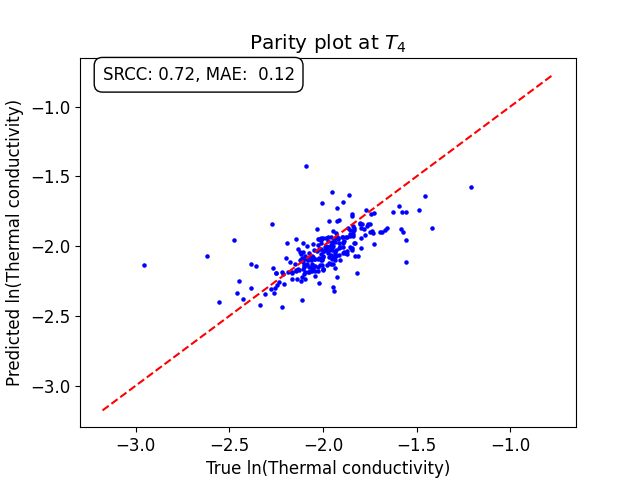 Parity plot at T₄
SRCC: 0.72, MAE:  0.12
Predicted ln(Thermal conductivity)
−1.0
−1.5
−2.0
−2.5
−3.0
−3.0 −2.5 −2.0 −1.5 −1.0
True ln(Thermal conductivity)